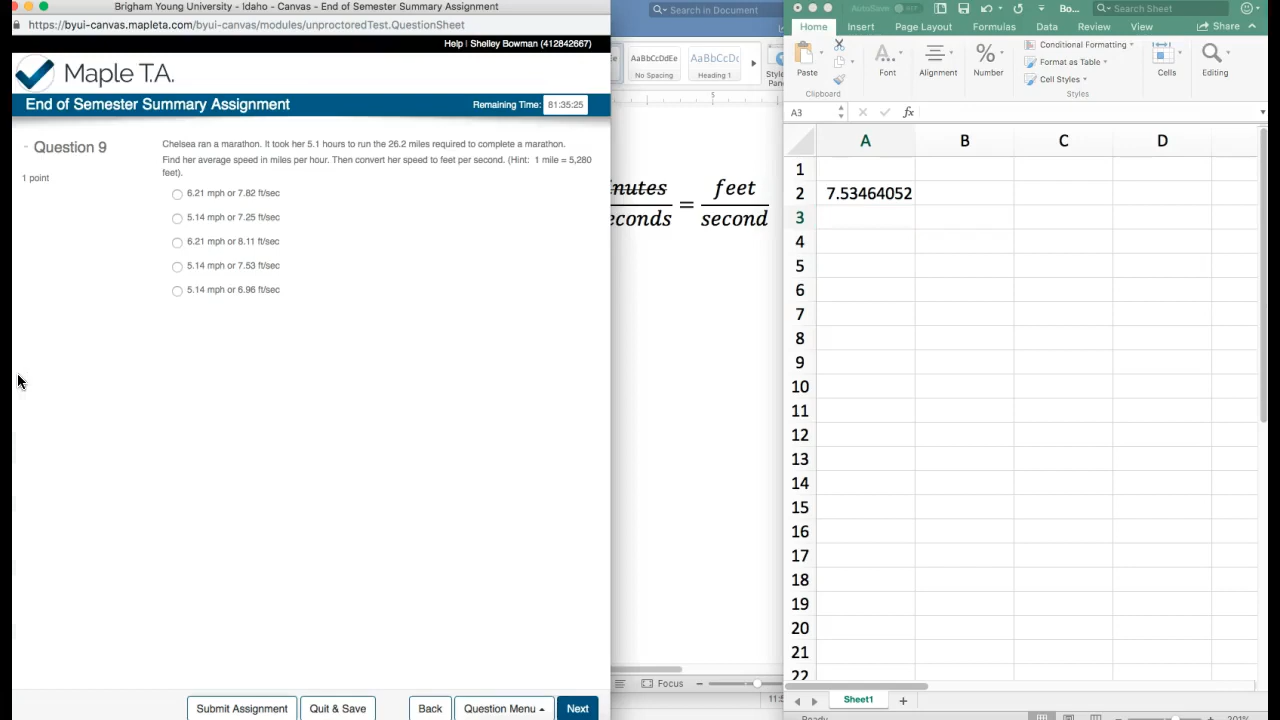 Brigham Young University - Idaho - Canvas - End of Semester Summary Assignment
https://byui-canvas.mapleta.com/byui-canvas/modules/unproctoredTest.QuestionSheet
Help | Shelley Bowman (412842667)
Maple T.A.
End of Semester Summary Assignment
Remaining Time: 81:35:25
Question 9
1 point
Chelsea ran a marathon. It took her 5.1 hours to run the 26.2 miles required to complete a marathon.
Find her average speed in miles per hour. Then convert her speed to feet per second. (Hint: 1 mile = 5,280
feet).
6.21 mph or 7.82 ft/sec
5.14 mph or 7.25 ft/sec
6.21 mph or 8.11 ft/sec
5.14 mph or 7.53 ft/sec
5.14 mph or 6.96 ft/sec
Submit Assignment Quit & Save Back Question Menu Next
Search in Document
AaBbCcDdEe AaBbCcDc
No Spacing Heading 1
5
nutes feet
econds = second
Focus
AutoSave Bo... Search Sheet
Home Insert Page Layout Formulas Data Review View Share
Paste Font Alignment Number Conditional Formatting Cells Editing
Format as Table
Cell Styles
Clipboard Styles
A3 fx
A B C D
1
2 7.53464052
3
4
5
6
7
8
9
10
11
12
13
14
15
16
17
18
19
20
21
22
Sheet1
Ready